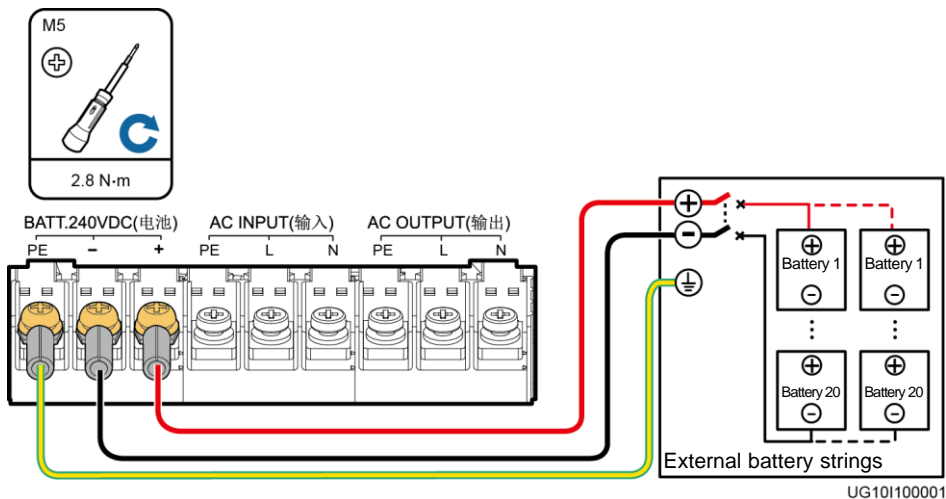 M5
2.8 N·m
BATT.240VDC(电池) AC INPUT(输入) AC OUTPUT(输出)
PE − + PE L N PE L N
+
−
Battery 1 Battery 1
Battery 20 Battery 20
External battery strings
UG10I100001